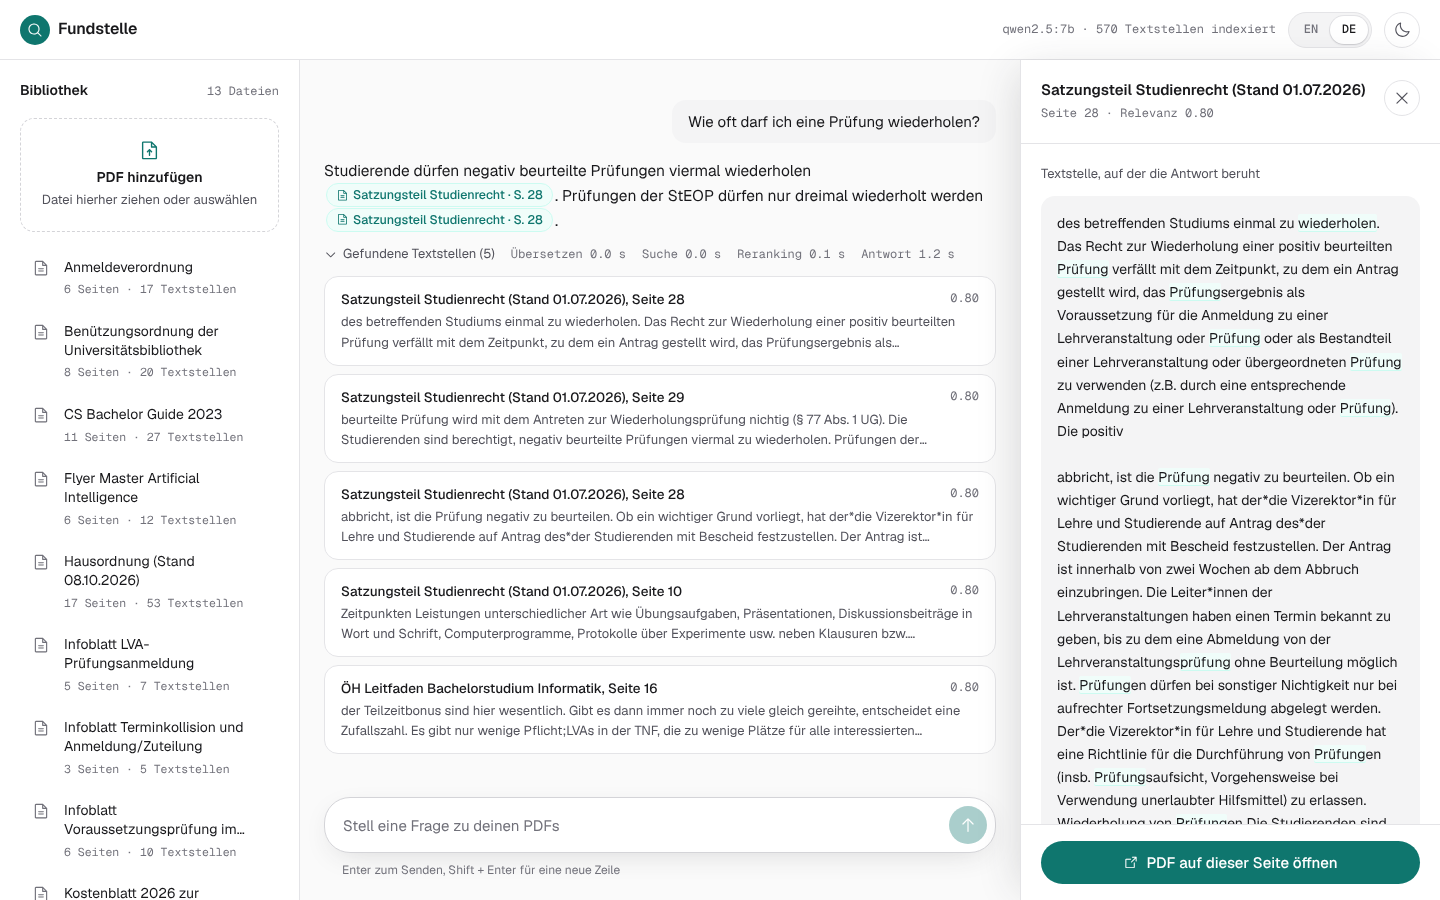 Fundstelle
qwen2.5:7b · 570 Textstellen indexiert
EN
DE
Bibliothek
13 Dateien
PDF hinzufügen
Datei hierher ziehen oder auswählen
Anmeldeverordnung
6 Seiten · 17 Textstellen
Benützungsordnung der
Universitätsbibliothek
8 Seiten · 20 Textstellen
CS Bachelor Guide 2023
11 Seiten · 27 Textstellen
Flyer Master Artificial
Intelligence
6 Seiten · 12 Textstellen
Hausordnung (Stand
08.10.2026)
17 Seiten · 53 Textstellen
Infoblatt LVA-
Prüfungsanmeldung
5 Seiten · 7 Textstellen
Infoblatt Terminkollision und
Anmeldung/Zuteilung
3 Seiten · 5 Textstellen
Infoblatt
Voraussetzungsprüfung im…
6 Seiten · 10 Textstellen
Kostenblatt 2026 zur
Wie oft darf ich eine Prüfung wiederholen?
Studierende dürfen negativ beurteilte Prüfungen viermal wiederholen
Satzungsteil Studienrecht · S. 28 . Prüfungen der StEOP dürfen nur dreimal wiederholt werden
Satzungsteil Studienrecht · S. 28 .
Gefundene Textstellen (5) Übersetzen 0.0 s Suche 0.0 s Reranking 0.1 s Antwort 1.2 s
Satzungsteil Studienrecht (Stand 01.07.2026), Seite 28 0.80
des betreffenden Studiums einmal zu wiederholen. Das Recht zur Wiederholung einer positiv beurteilten
Prüfung verfällt mit dem Zeitpunkt, zu dem ein Antrag gestellt wird, das Prüfungsergebnis als…
Satzungsteil Studienrecht (Stand 01.07.2026), Seite 29 0.80
beurteilte Prüfung wird mit dem Antreten zur Wiederholungsprüfung nichtig (§ 77 Abs. 1 UG). Die
Studierenden sind berechtigt, negativ beurteilte Prüfungen viermal zu wiederholen. Prüfungen der…
Satzungsteil Studienrecht (Stand 01.07.2026), Seite 28 0.80
abbricht, ist die Prüfung negativ zu beurteilen. Ob ein wichtiger Grund vorliegt, hat der*die Vizerektor*in für
Lehre und Studierende auf Antrag des*der Studierenden mit Bescheid festzustellen. Der Antrag ist…
Satzungsteil Studienrecht (Stand 01.07.2026), Seite 10 0.80
Zeitpunkten Leistungen unterschiedlicher Art wie Übungsaufgaben, Präsentationen, Diskussionsbeiträge in
Wort und Schrift, Computerprogramme, Protokolle über Experimente usw. neben Klausuren bzw.…
ÖH Leitfaden Bachelorstudium Informatik, Seite 16 0.80
der Teilzeitbonus sind hier wesentlich. Gibt es dann immer noch zu viele gleich gereihte, entscheidet eine
Zufallszahl. Es gibt nur wenige Pflicht;LVAs in der TNF, die zu wenige Plätze für alle interessierten…
Stell eine Frage zu deinen PDFs
Enter zum Senden, Shift + Enter für eine neue Zeile
Satzungsteil Studienrecht (Stand 01.07.2026)
Seite 28 · Relevanz 0.80
Textstelle, auf der die Antwort beruht
des betreffenden Studiums einmal zu wiederholen.
Das Recht zur Wiederholung einer positiv beurteilten
Prüfung verfällt mit dem Zeitpunkt, zu dem ein Antrag
gestellt wird, das Prüfungsergebnis als
Voraussetzung für die Anmeldung zu einer
Lehrveranstaltung oder Prüfung oder als Bestandteil
einer Lehrveranstaltung oder übergeordneten Prüfung
zu verwenden (z.B. durch eine entsprechende
Anmeldung zu einer Lehrveranstaltung oder Prüfung).
Die positiv
abbricht, ist die Prüfung negativ zu beurteilen. Ob ein
wichtiger Grund vorliegt, hat der*die Vizerektor*in für
Lehre und Studierende auf Antrag des*der
Studierenden mit Bescheid festzustellen. Der Antrag
ist innerhalb von zwei Wochen ab dem Abbruch
einzubringen. Die Leiter*innen der
Lehrveranstaltungen haben einen Termin bekannt zu
geben, bis zu dem eine Abmeldung von der
Lehrveranstaltungsprüfung ohne Beurteilung möglich
ist. Prüfungen dürfen bei sonstiger Nichtigkeit nur bei
aufrechter Fortsetzungsmeldung abgelegt werden.
Der*die Vizerektor*in für Lehre und Studierende hat
eine Richtlinie für die Durchführung von Prüfungen
(insb. Prüfungsaufsicht, Vorgehensweise bei
Verwendung unerlaubter Hilfsmittel) zu erlassen.
Wiederholung von Prüfungen Die Studierenden sind
PDF auf dieser Seite öffnen